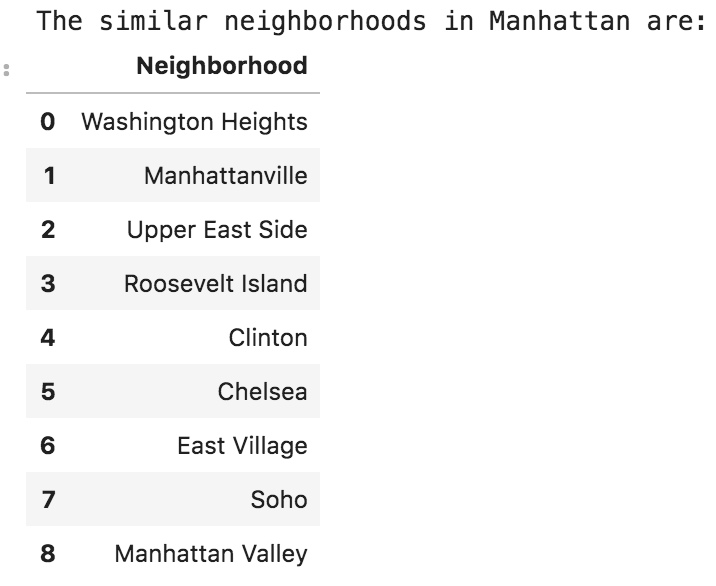 The similar neighborhoods in Manhattan are:
Neighborhood
0 Washington Heights
1 Manhattanville
2 Upper East Side
3 Roosevelt Island
4 Clinton
5 Chelsea
6 East Village
7 Soho
8 Manhattan Valley